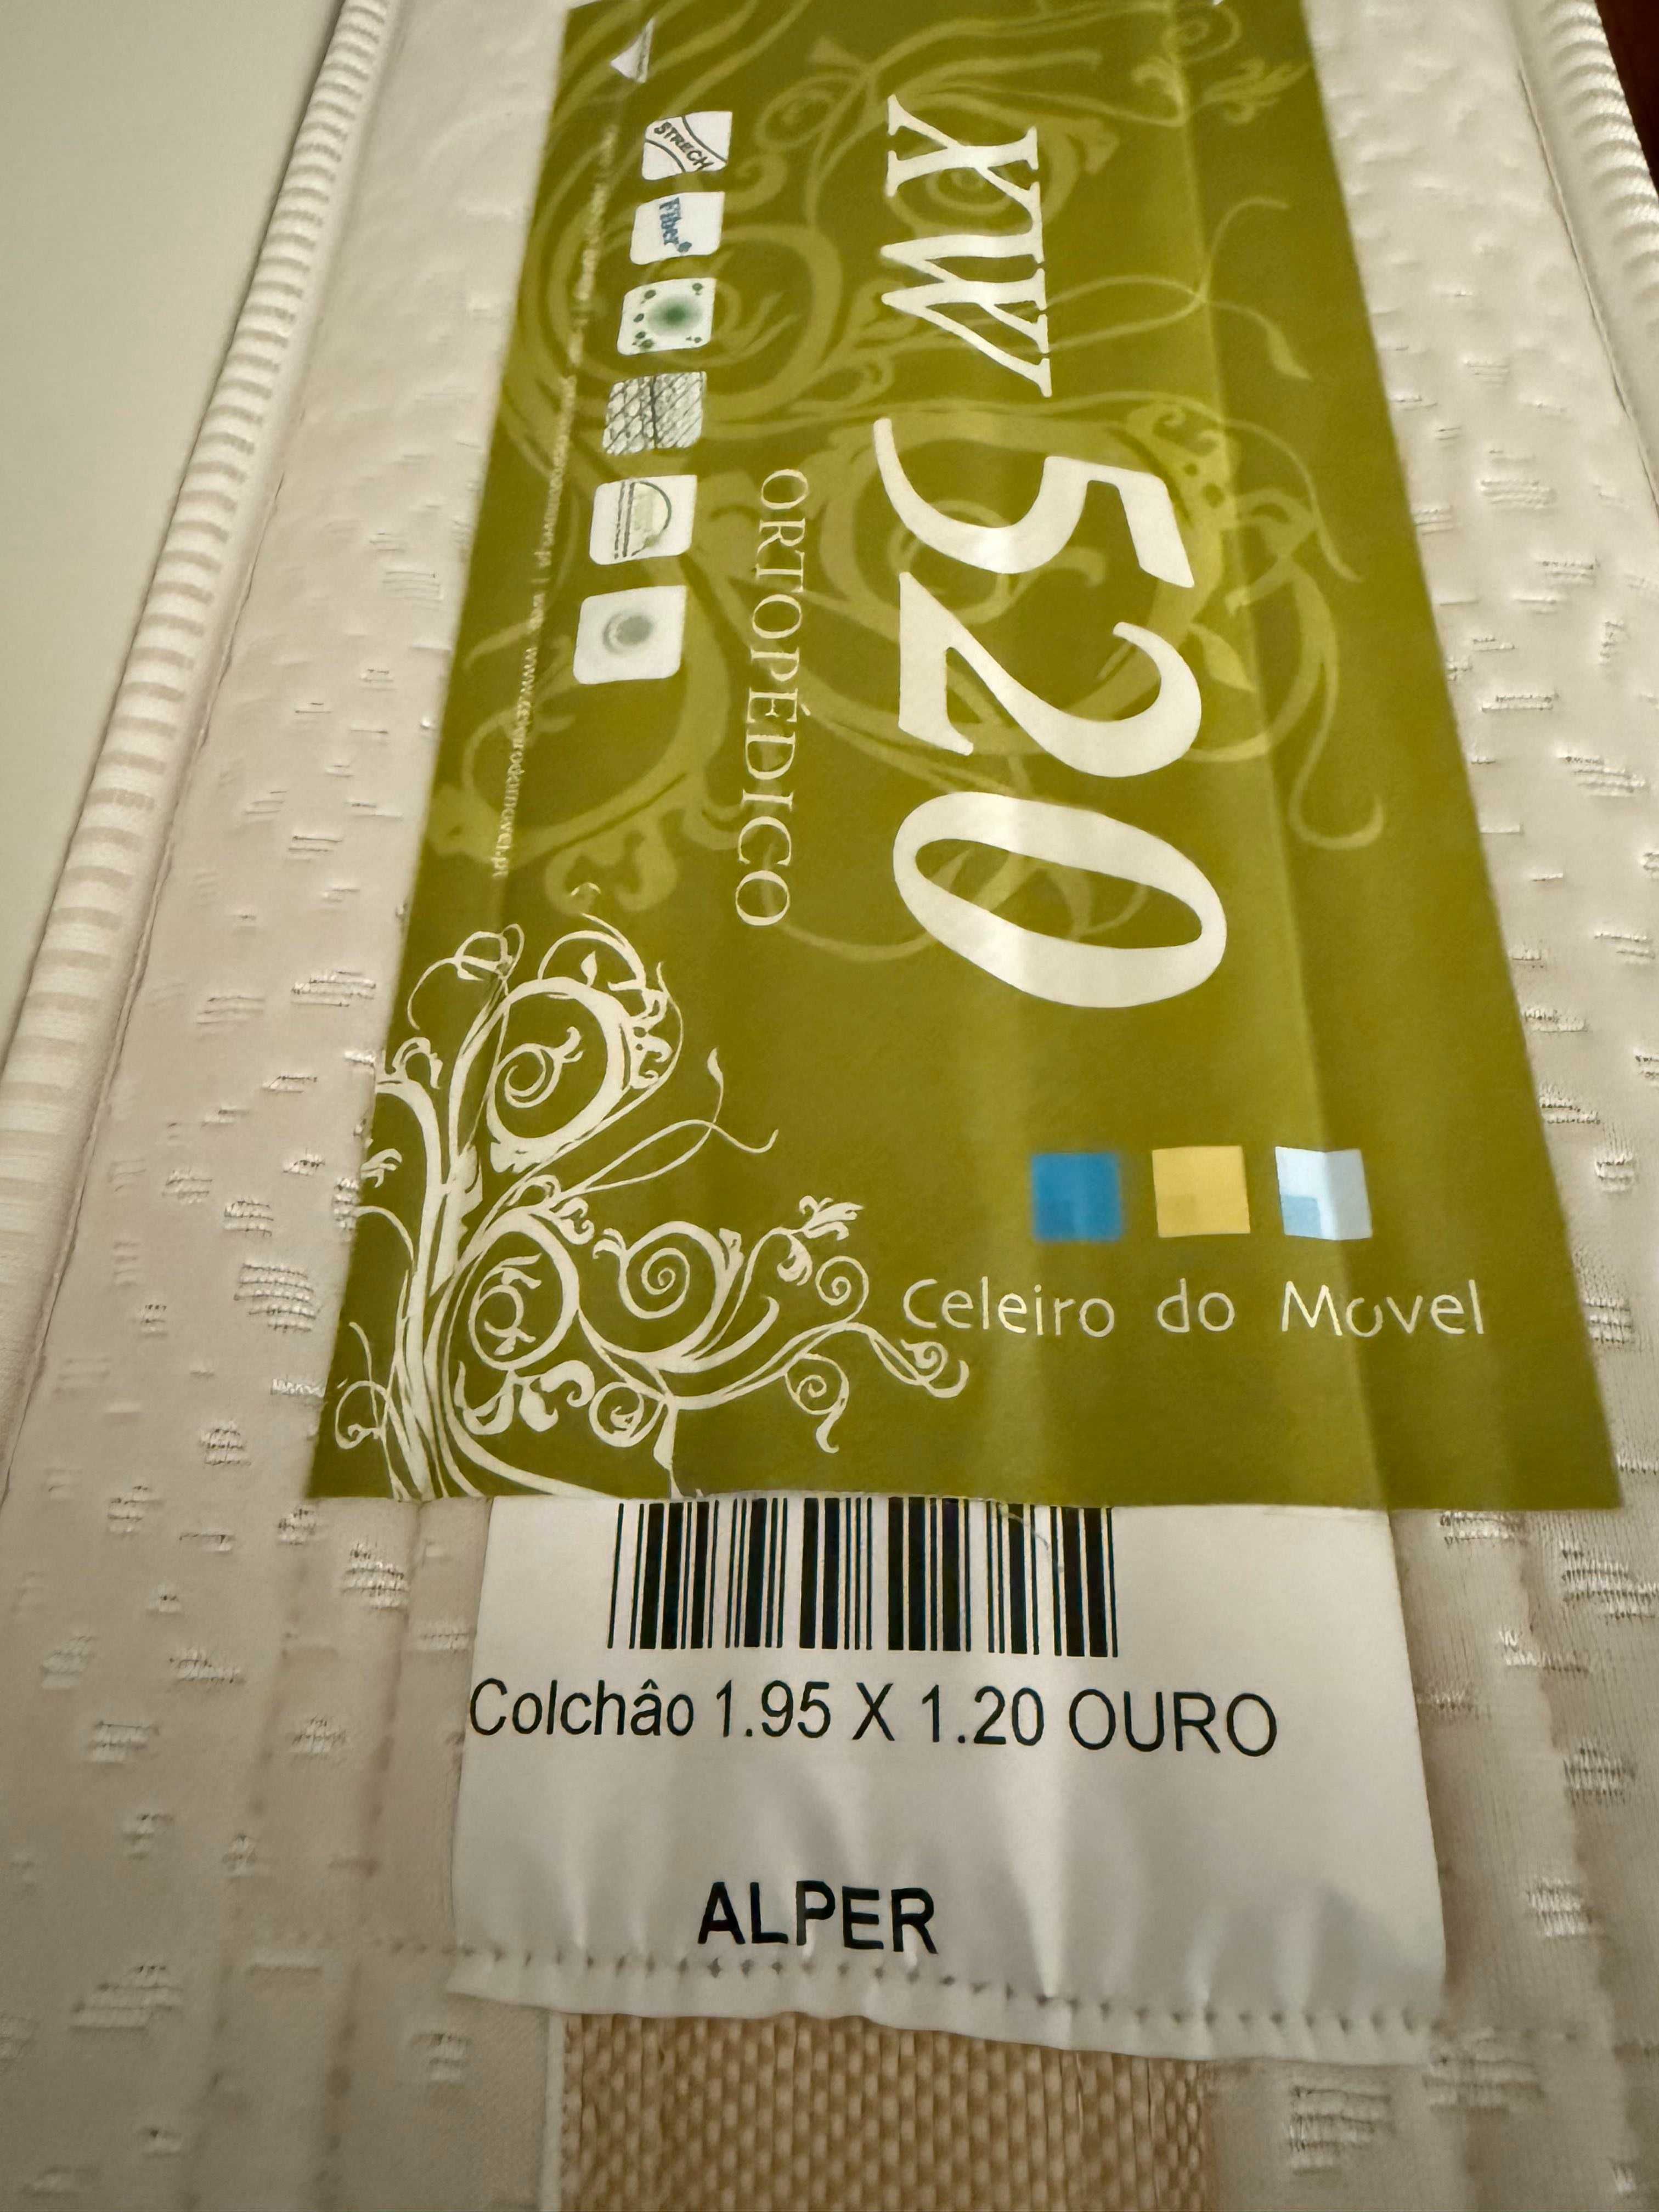 XW 520
ORTOPÉDICO
STRECH
Fiber
Celeiro do Movel
Colchâo 1.95 X 1.20 OURO
ALPER